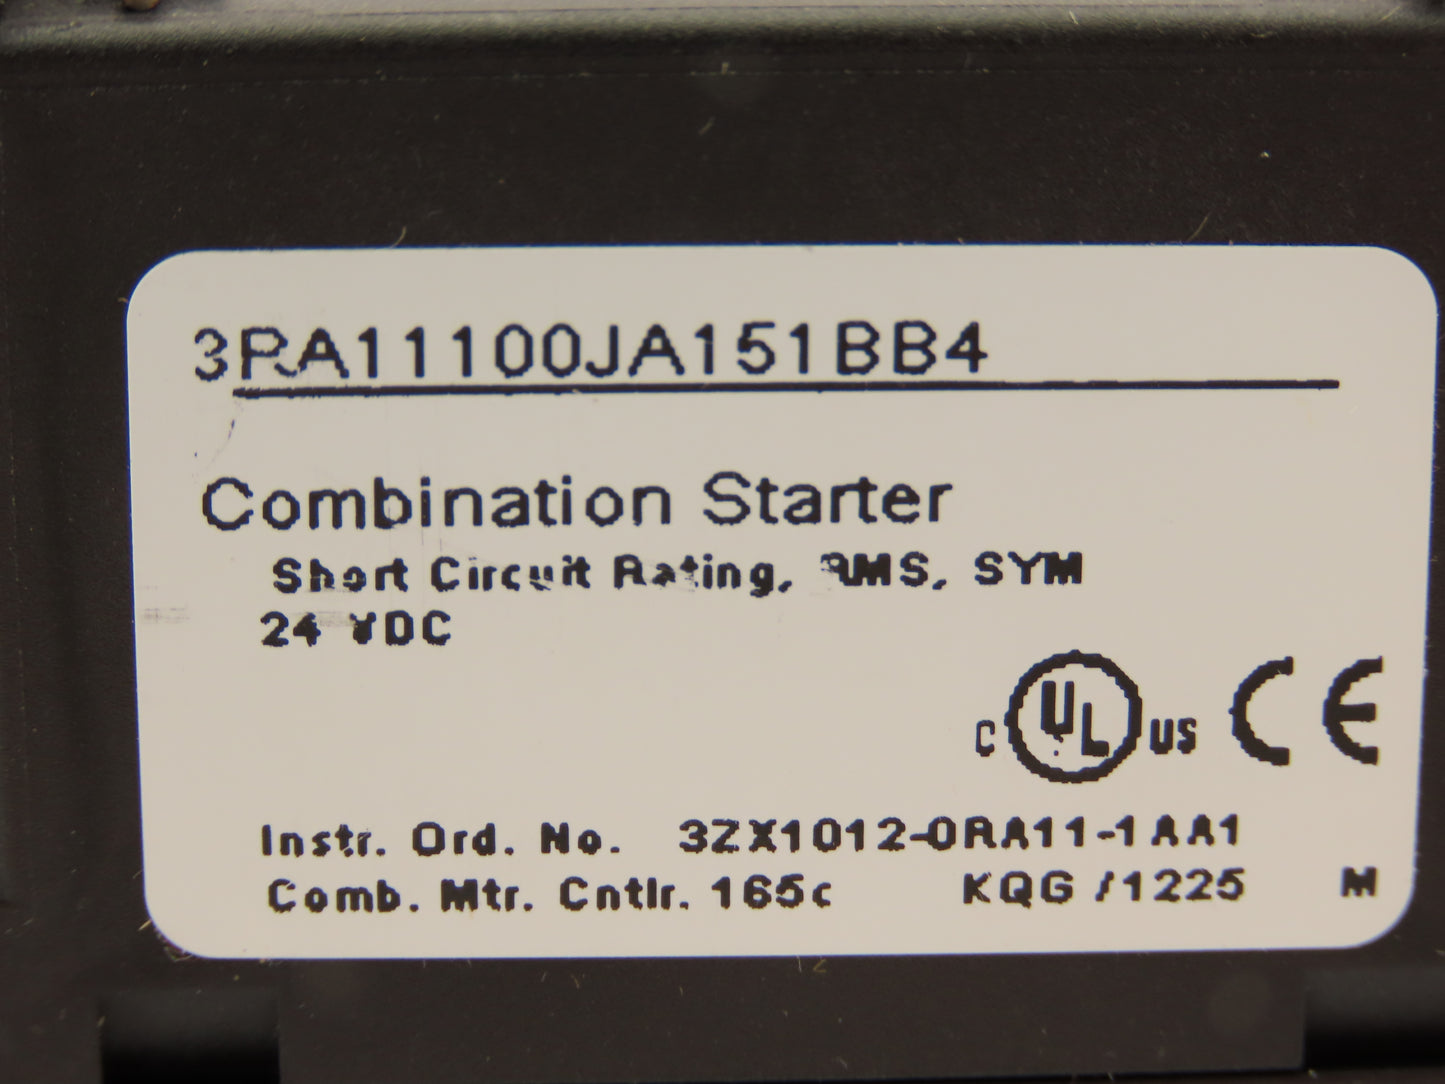 3RA11100JA151BB4
Combination Starter
Short Circuit Rating, RMS, SYM
24 VDC
C UL US CE
Instr. Ord. No. 3ZX1012-0RA11-1AA1
Comb. Mtr. Cntlr. 165c KQG /1225 M